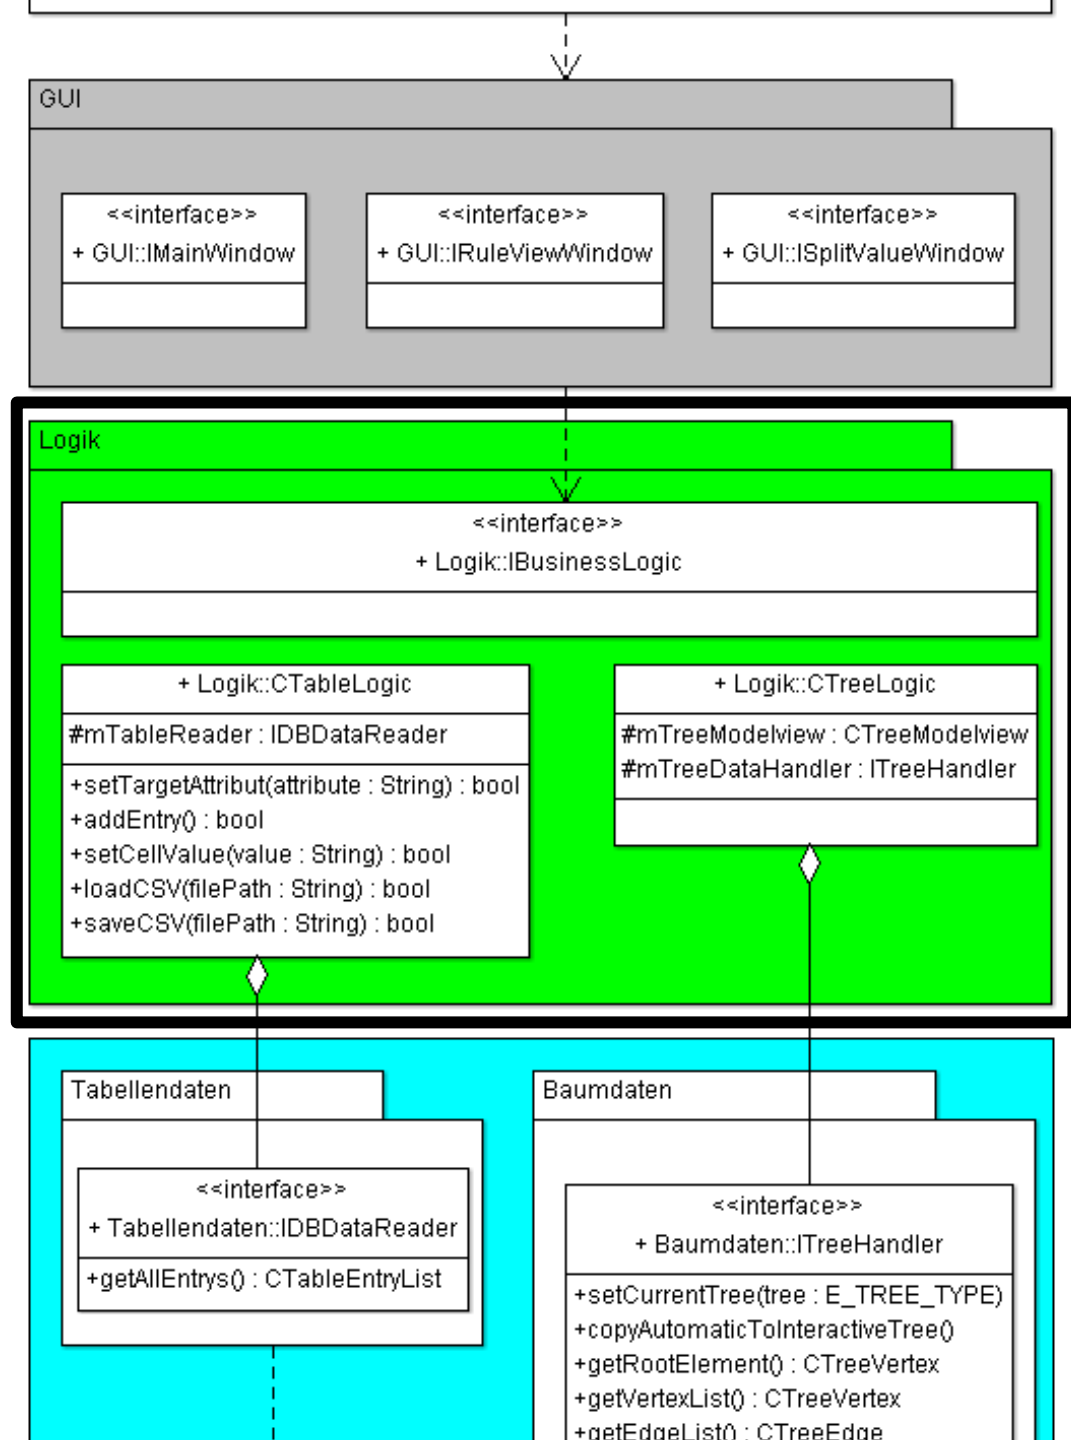 GUI
<<interface>>
+ GUI::IMainWindow
<<interface>>
+ GUI::IRuleViewWindow
<<interface>>
+ GUI::ISplitValueWindow
Logik
<<interface>>
+ Logik::IBusinessLogic
+ Logik::CTableLogic
#mTableReader : IDBDataReader
+setTargetAttribut(attribute : String) : bool
+addEntry() : bool
+setCellValue(value : String) : bool
+loadCSV(filePath : String) : bool
+saveCSV(filePath : String) : bool
+ Logik::CTreeLogic
#mTreeModelview : CTreeModelview
#mTreeDataHandler : ITreeHandler
Tabellendaten
<<interface>>
+ Tabellendaten::IDBDataReader
+getAllEntrys() : CTableEntryList
Baumdaten
<<interface>>
+ Baumdaten::ITreeHandler
+setCurrentTree(tree : E_TREE_TYPE)
+copyAutomaticToInteractiveTree()
+getRootElement() : CTreeVertex
+getVertexList() : CTreeVertex
+getEdgeList() : CTreeEdge